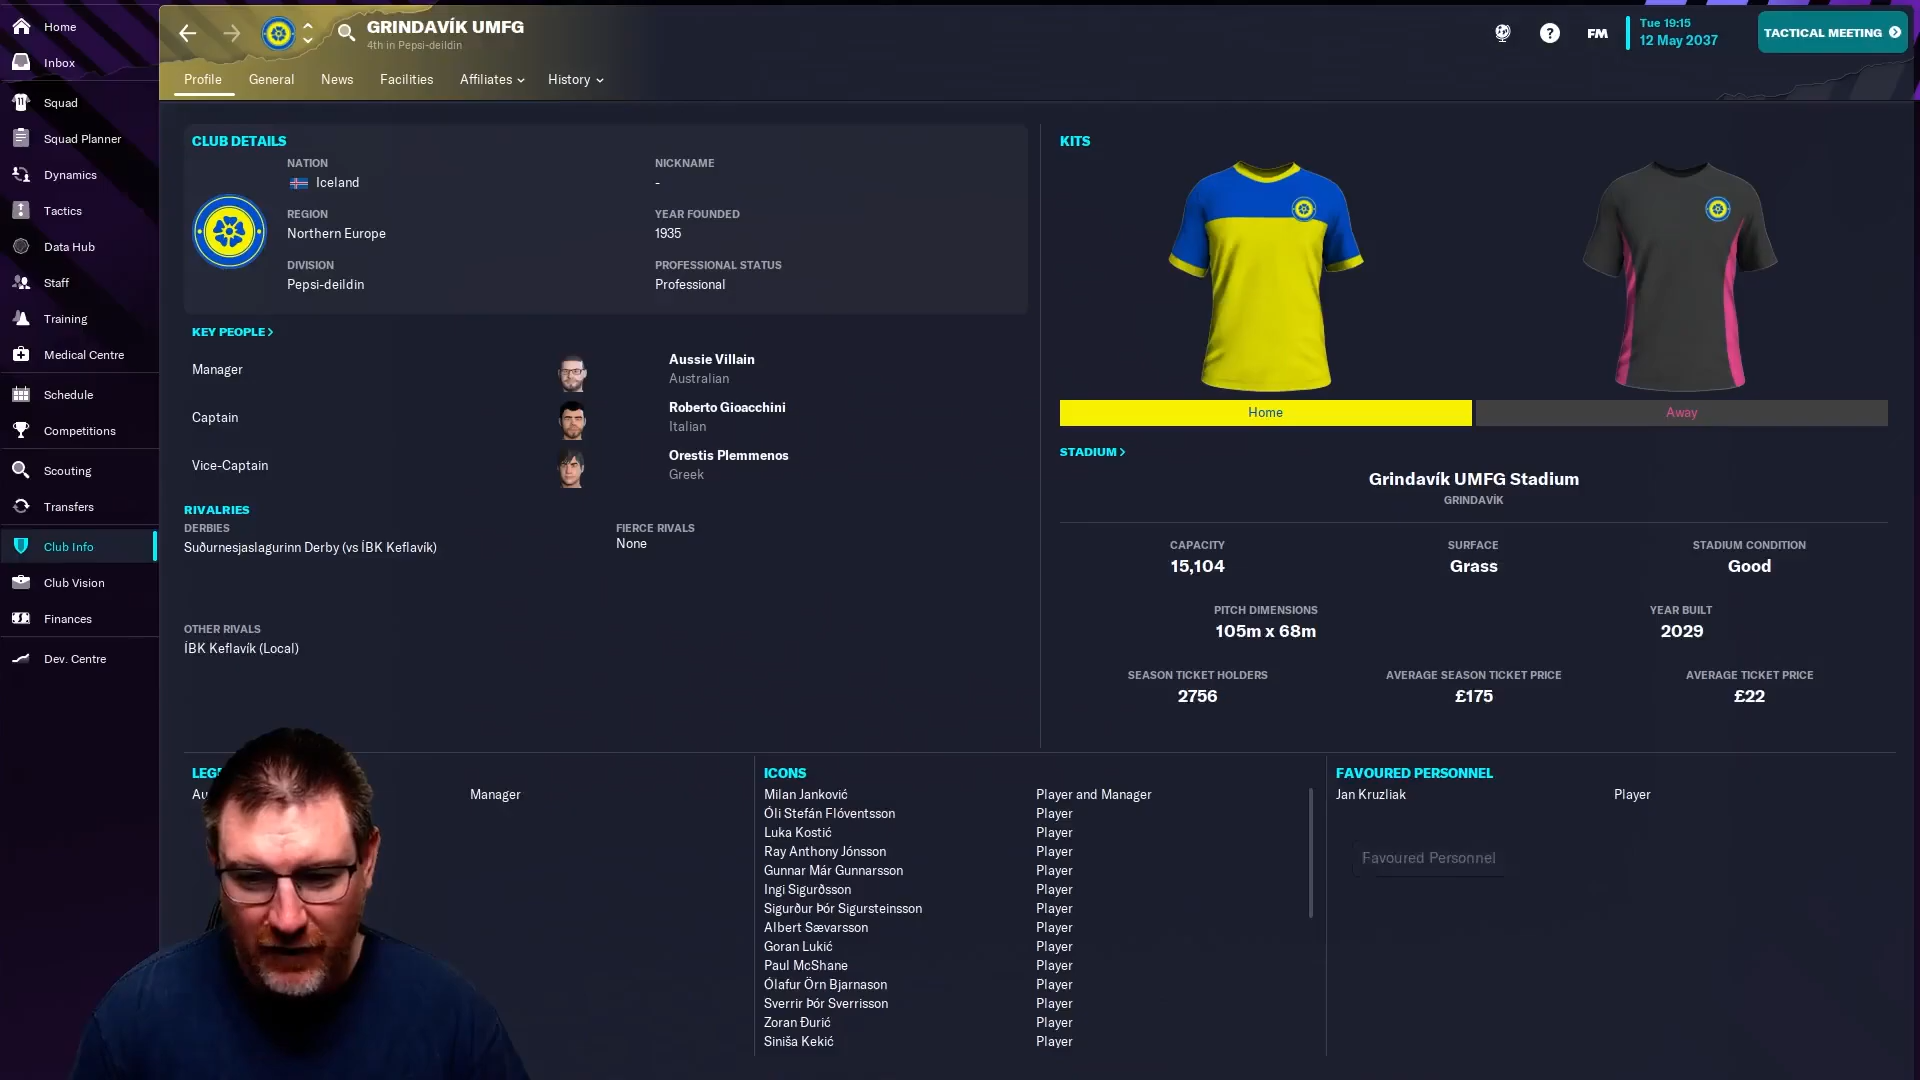 Home
Inbox
Squad
Squad Planner
Dynamics
Tactics
Data Hub
Staff
Training
Medical Centre
Schedule
Competitions
Scouting
Transfers
Club Info
Club Vision
Finances
Dev. Centre
GRINDAVÍK UMFG
4th in Pepsi-deildin
FM
Tue 19:15
12 May 2037
TACTICAL MEETING
Profile General News Facilities Affiliates History
CLUB DETAILS
NATION
Iceland
NICKNAME
-
REGION
Northern Europe
YEAR FOUNDED
1935
DIVISION
Pepsi-deildin
PROFESSIONAL STATUS
Professional
KEY PEOPLE
Manager
Aussie Villain
Australian
Captain
Roberto Gioacchini
Italian
Vice-Captain
Orestis Plemmenos
Greek
RIVALRIES
DERBIES
Suðurnesjaslagurinn Derby (vs ÍBK Keflavík)
FIERCE RIVALS
None
OTHER RIVALS
ÍBK Keflavík (Local)
KITS
Home
Away
STADIUM
Grindavík UMFG Stadium
GRINDAVÍK
CAPACITY
15,104
SURFACE
Grass
STADIUM CONDITION
Good
PITCH DIMENSIONS
105m x 68m
YEAR BUILT
2029
SEASON TICKET HOLDERS
2756
AVERAGE SEASON TICKET PRICE
£175
AVERAGE TICKET PRICE
£22
Manager
ICONS
Milan Janković Player and Manager
Óli Stefán Flóventsson Player
Luka Kostić Player
Ray Anthony Jónsson Player
Gunnar Már Gunnarsson Player
Ingi Sigurðsson Player
Sigurður Þór Sigursteinsson Player
Albert Sævarsson Player
Goran Lukić Player
Paul McShane Player
Ólafur Örn Bjarnason Player
Sverrir Þór Sverrisson Player
Zoran Đurić Player
Siniša Kekić Player
FAVOURED PERSONNEL
Jan Kruzliak Player
Favoured Personnel